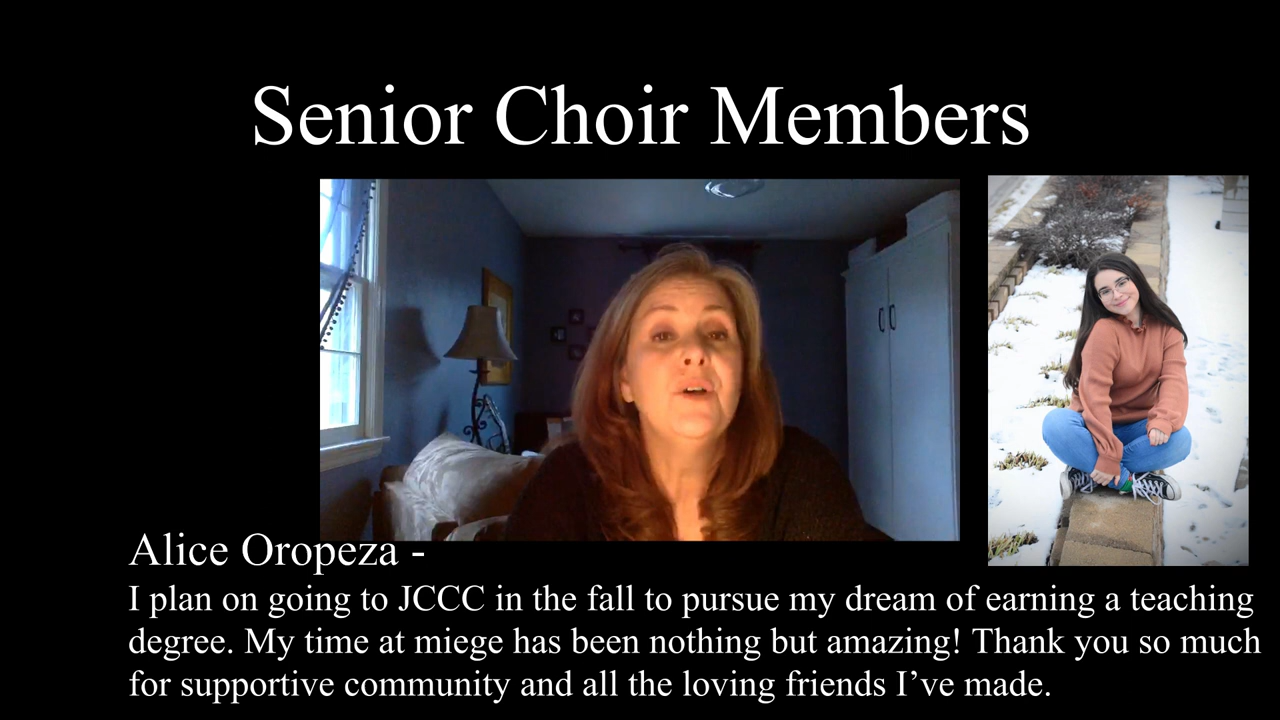 Senior Choir Members
Alice Oropeza -
I plan on going to JCCC in the fall to pursue my dream of earning a teaching
degree. My time at miege has been nothing but amazing! Thank you so much
for supportive community and all the loving friends I’ve made.